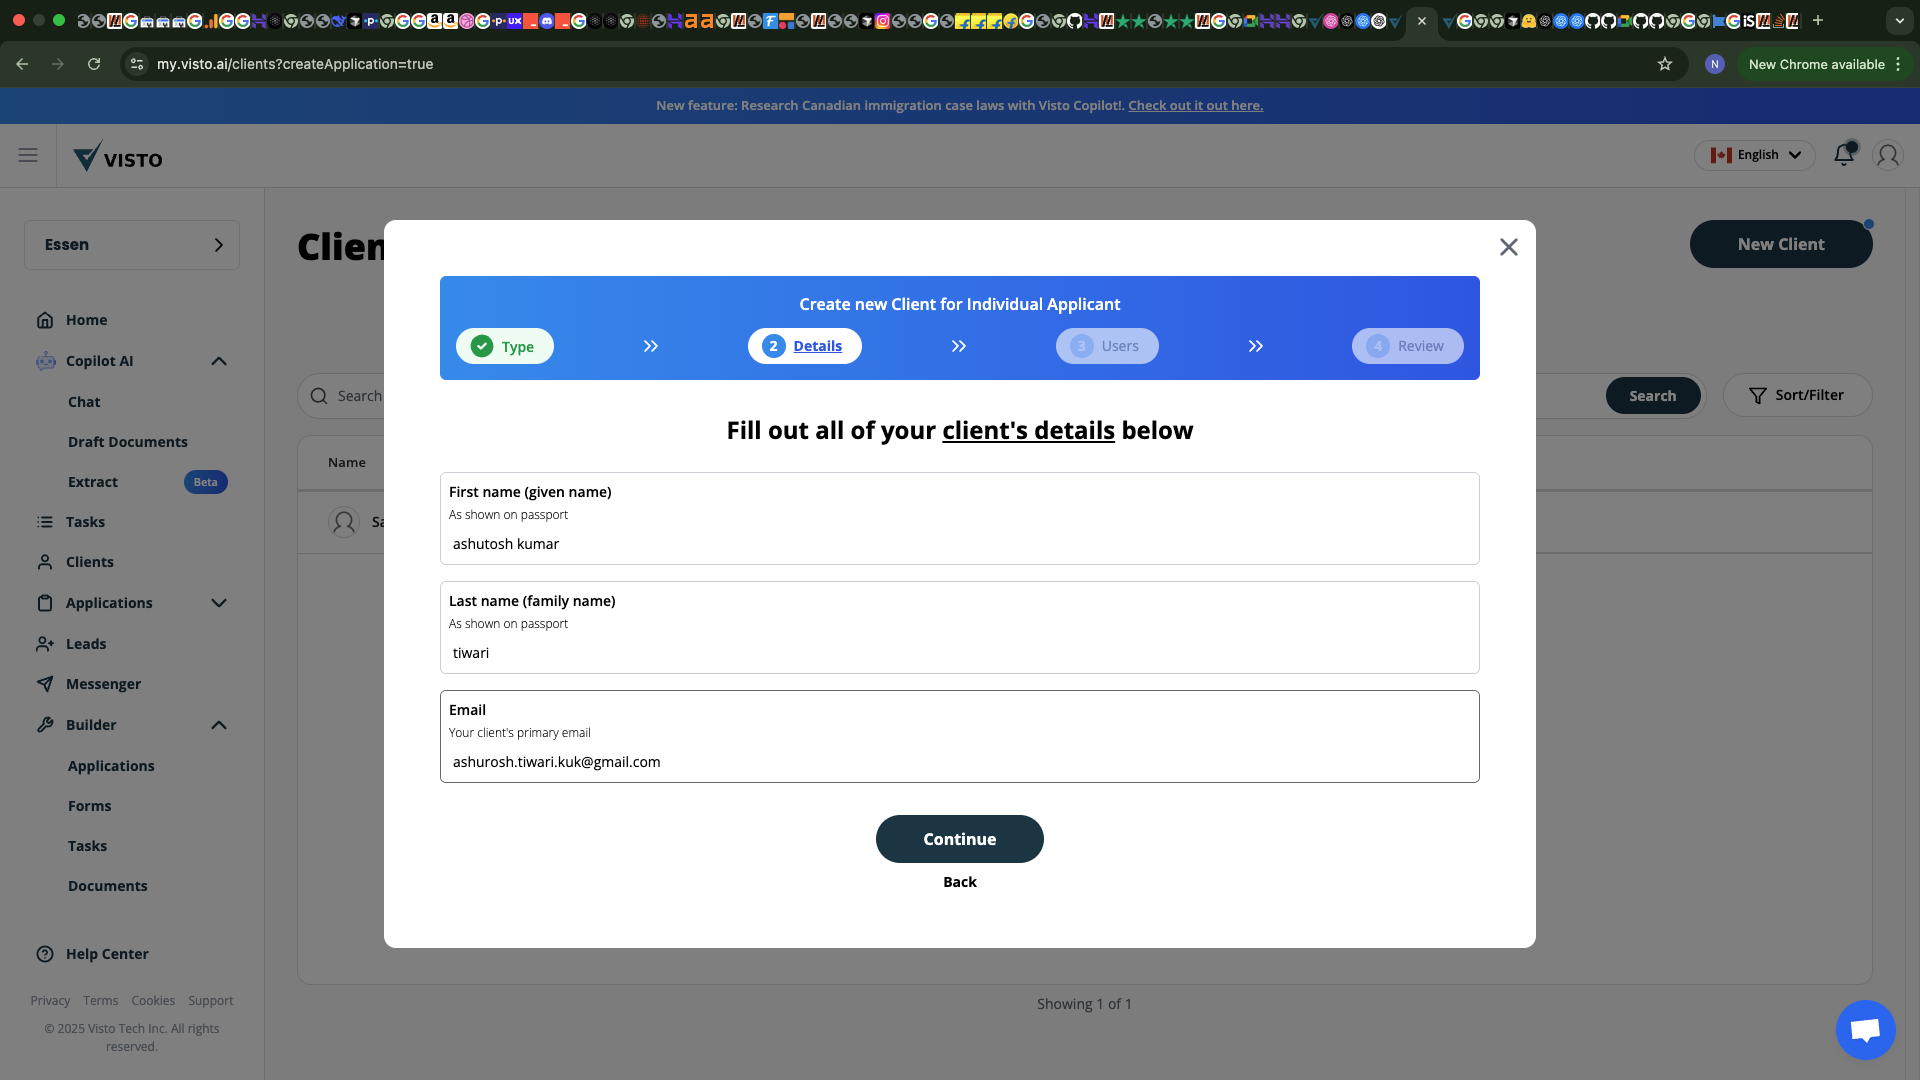 my.visto.ai/clients?createApplication=true
N
New Chrome available
New feature: Research Canadian immigration case laws with Visto Copilot!. Check out it out here.
VISTO
English
Essen
Home
Copilot AI
Chat
Draft Documents
Extract Beta
Tasks
Clients
Applications
Leads
Messenger
Builder
Applications
Forms
Tasks
Documents
Help Center
Privacy Terms Cookies Support
© 2025 Visto Tech Inc. All rights
reserved.
Clien
New Client
Search
Search
Sort/Filter
Name
Sa
Create new Client for Individual Applicant
Type
2 Details
3 Users
4 Review
Fill out all of your client's details below
First name (given name)
As shown on passport
ashutosh kumar
Last name (family name)
As shown on passport
tiwari
Email
Your client's primary email
ashurosh.tiwari.kuk@gmail.com
Continue
Back
Showing 1 of 1